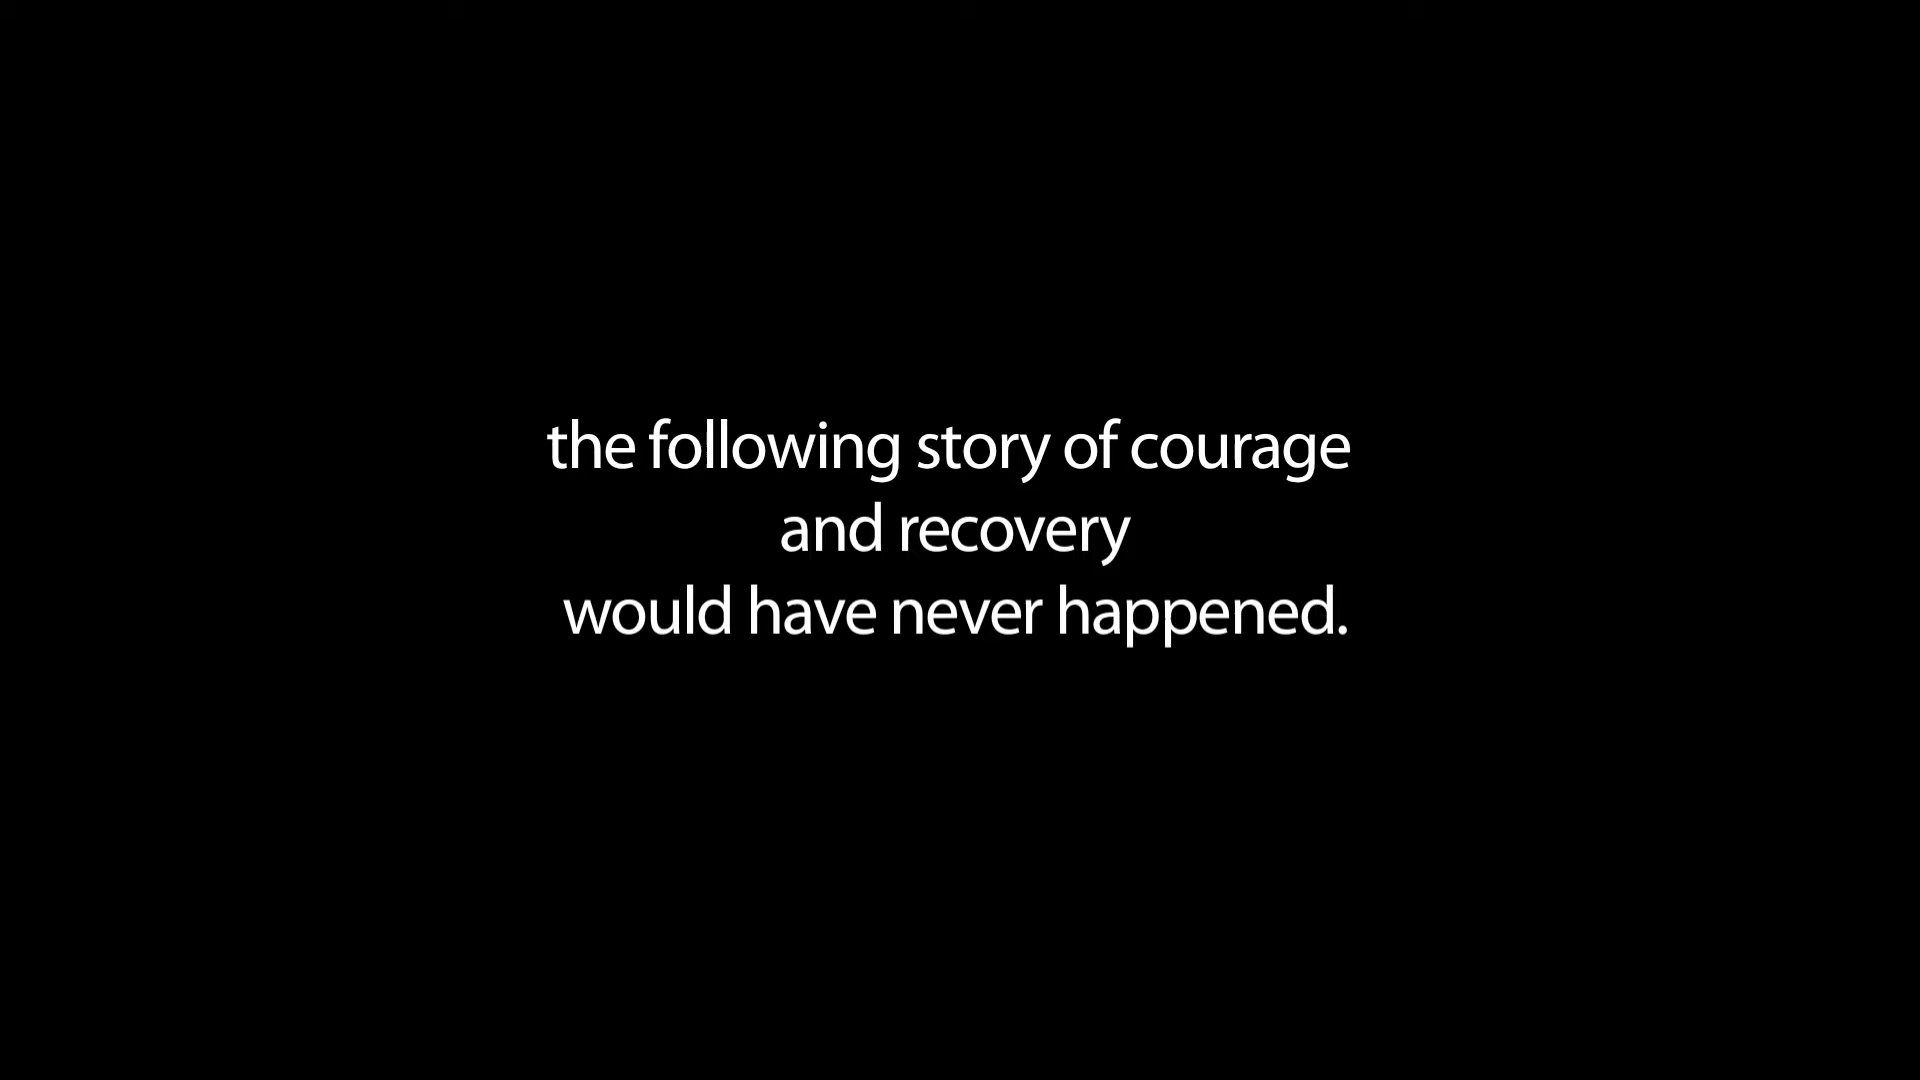 the following story of courage
and recovery
would have never happened.